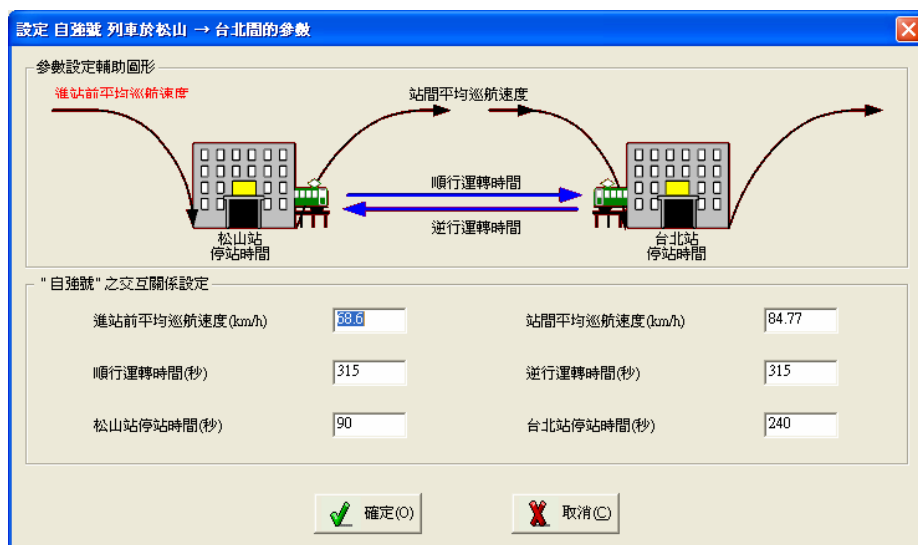 設定 自強號 列車於松山 → 台北間的參數
參數設定輔助圖形
進站前平均巡航速度
站間平均巡航速度
順行運轉時間
逆行運轉時間
松山站
停站時間
台北站
停站時間
"自強號"之交互關係設定
進站前平均巡航速度(km/h) 68.6 站間平均巡航速度(km/h) 84.77
順行運轉時間(秒) 315 逆行運轉時間(秒) 315
松山站停站時間(秒) 90 台北站停站時間(秒) 240
確定(O) 取消(C)